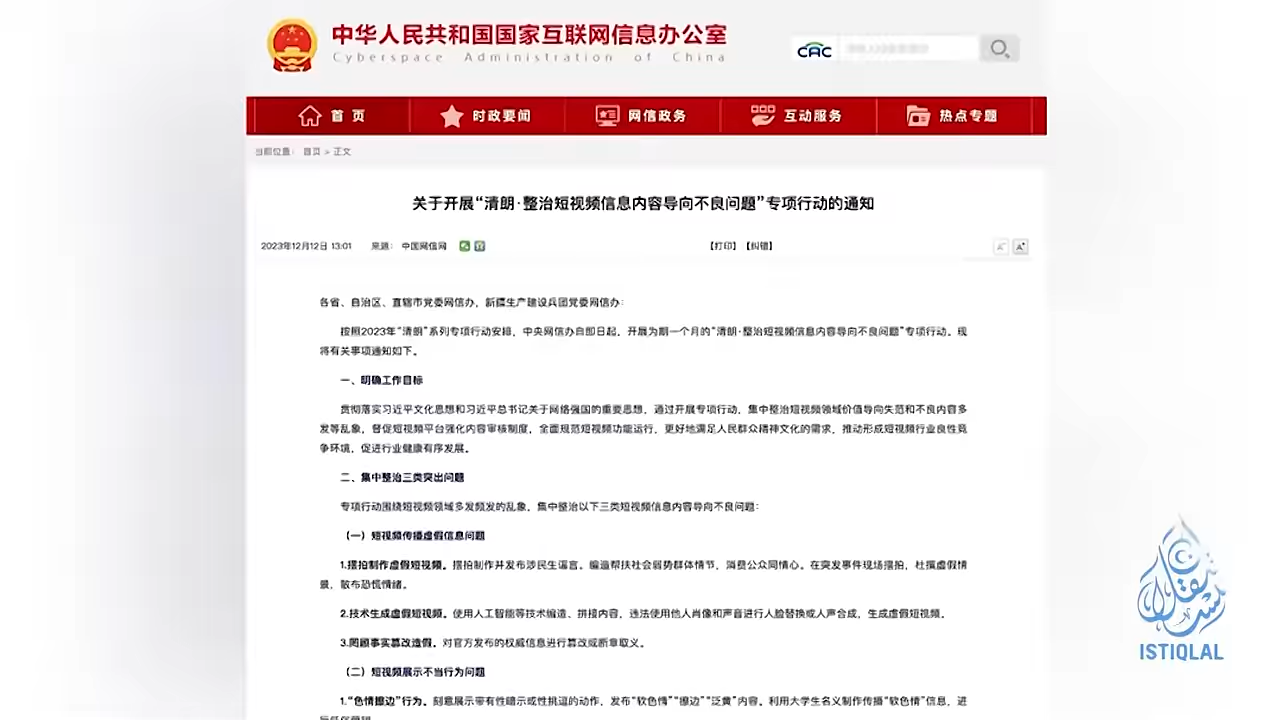 中华人民共和国国家互联网信息办公室
Cyberspace Administration of China
CAC
首 页
时政要闻
网信政务
互动服务
热点专题
当前位置： 首页 > 正文
关于开展“清朗·整治短视频信息内容导向不良问题”专项行动的通知
2023年12月12日 13:01 来源： 中国网信网
【打印】【纠错】
各省、自治区、直辖市党委网信办，新疆生产建设兵团党委网信办：
按照2023年“清朗”系列专项行动安排，中央网信办自即日起，开展为期一个月的“清朗·整治短视频信息内容导向不良问题”专项行动。现
将有关事项通知如下。
一、明确工作目标
贯彻落实习近平文化思想和习近平总书记关于网络强国的重要思想，通过开展专项行动，集中整治短视频领域价值导向失范和不良内容多
发等乱象，督促短视频平台强化内容审核制度，全面规范短视频功能运行，更好地满足人民群众精神文化的需求，推动形成短视频行业良性竞
争环境，促进行业健康有序发展。
二、集中整治三类突出问题
专项行动围绕短视频领域多发频发的乱象，集中整治以下三类短视频信息内容导向不良问题：
（一）短视频传播虚假信息问题
1.摆拍制作虚假短视频。摆拍制作并发布涉民生谣言。编造帮扶社会弱势群体情节，消费公众同情心。在突发事件现场摆拍，杜撰虚假情
景，散布恐慌情绪。
2.技术生成虚假短视频。使用人工智能等技术编造、拼接内容，违法使用他人肖像和声音进行人脸替换或人声合成，生成虚假短视频。
3.罔顾事实篡改造假。对官方发布的权威信息进行篡改或断章取义。
（二）短视频展示不当行为问题
1.“色情擦边”行为。刻意展示带有性暗示或性挑逗的动作，发布“软色情”“擦边”“泛黄”内容。利用大学生名义制作传播“软色情”信息，进
ISTIQLAL